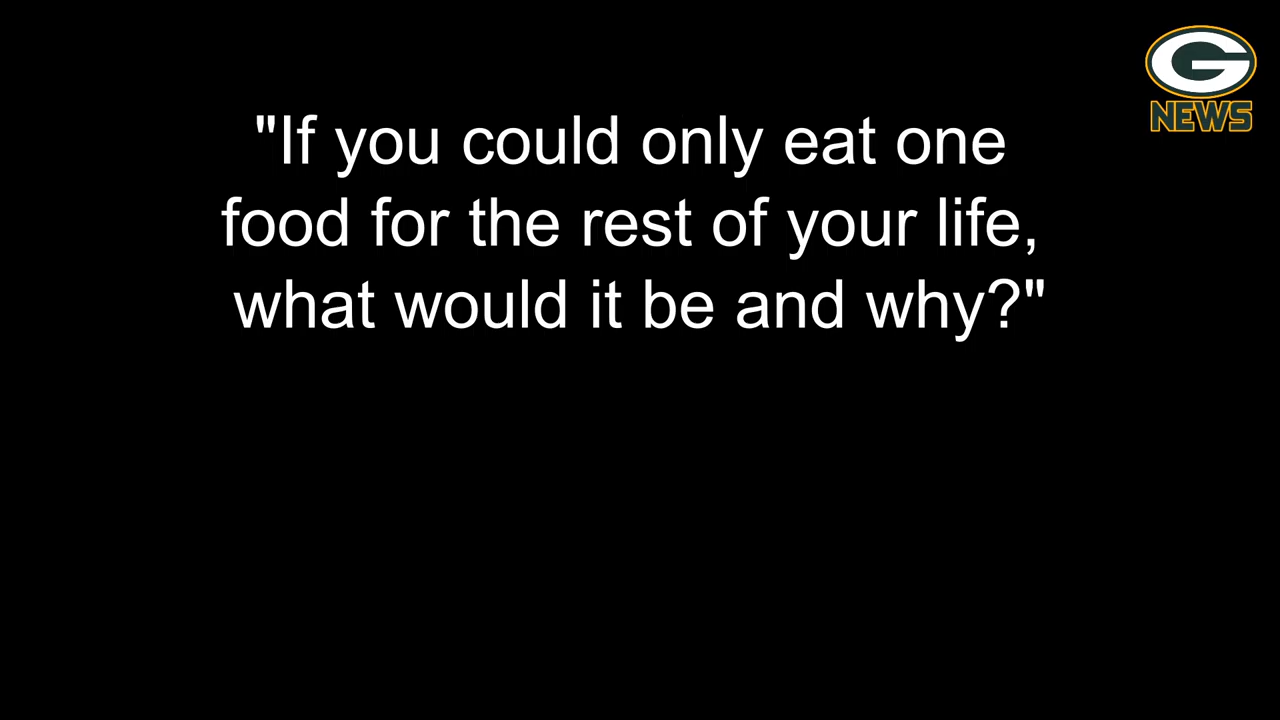 G
NEWS
"If you could only eat one
food for the rest of your life,
what would it be and why?"